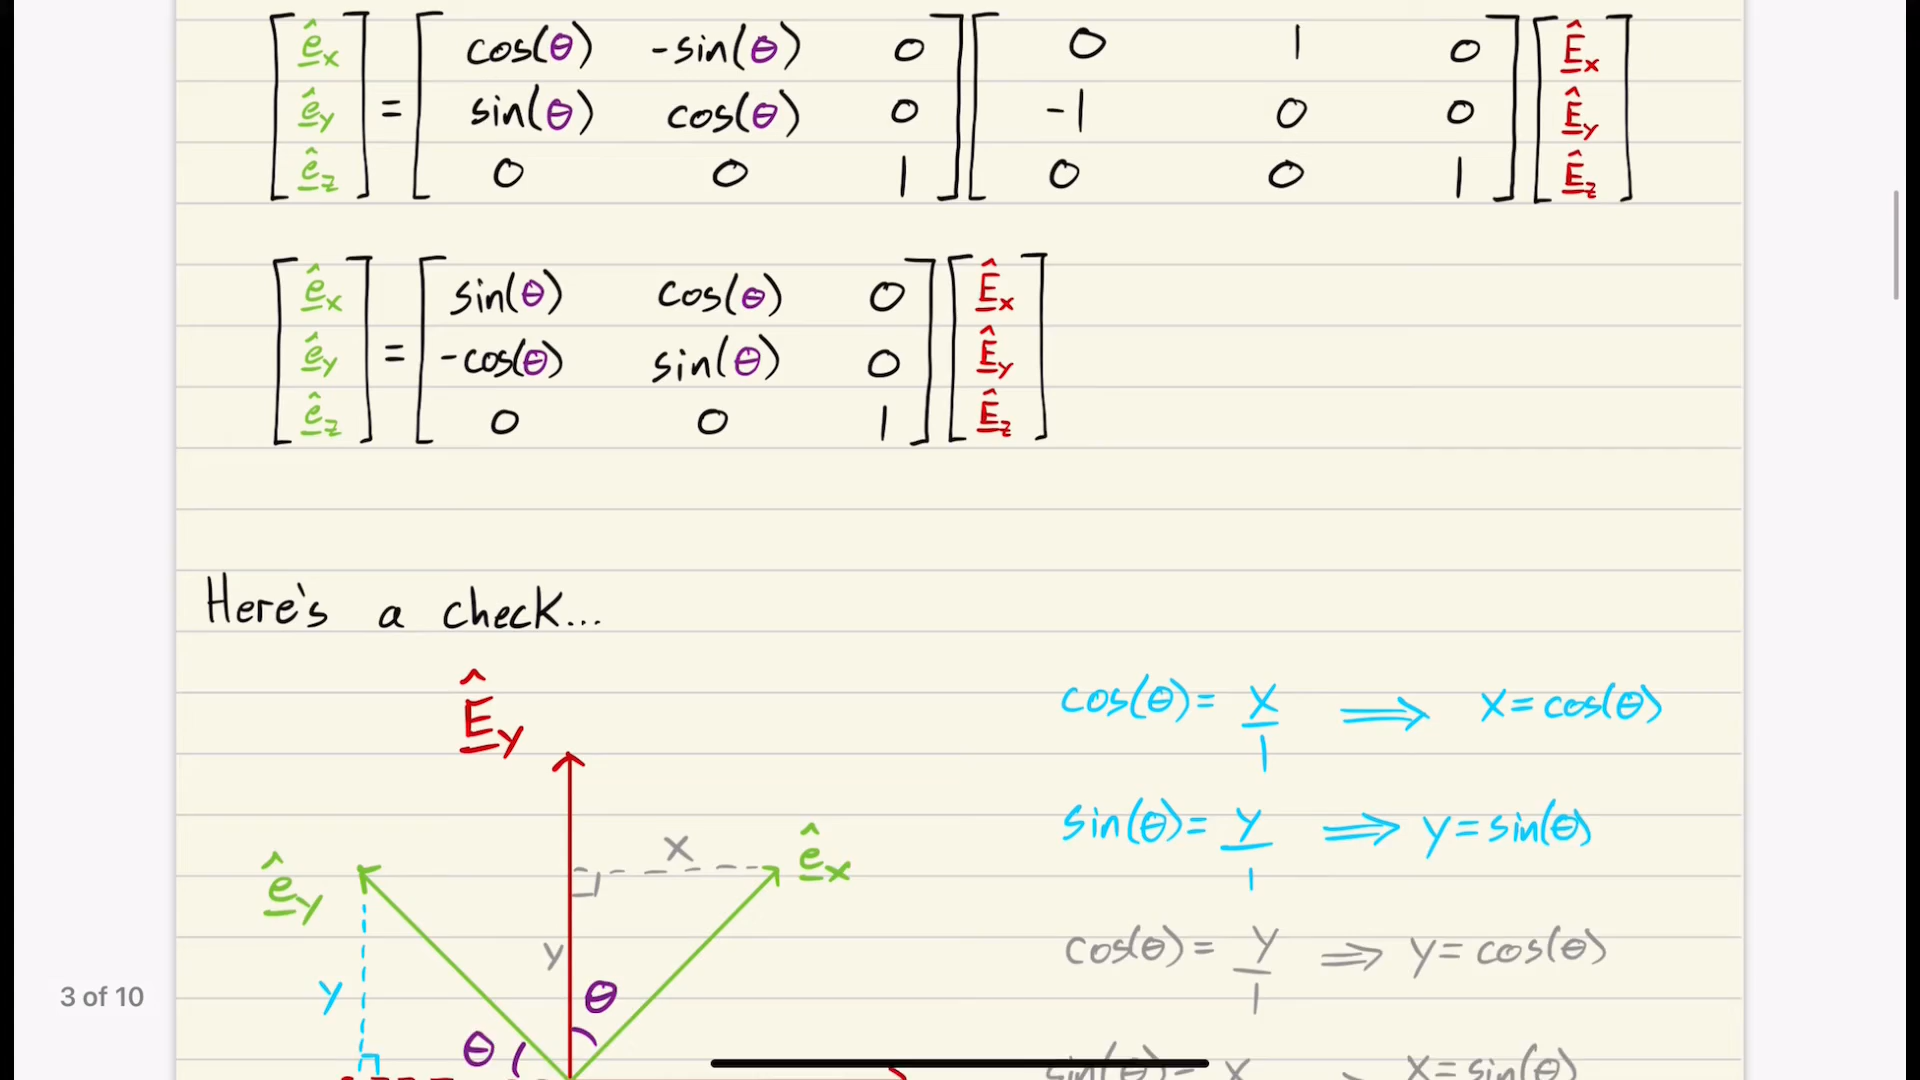 [ ê_x ; ê_y ; ê_z ] = [ cos(θ) -sin(θ) 0 ; sin(θ) cos(θ) 0 ; 0 0 1 ] [ 0 1 0 ; -1 0 0 ; 0 0 1 ] [ Ê_x ; Ê_y ; Ê_z ]
[ ê_x ; ê_y ; ê_z ] = [ sin(θ) cos(θ) 0 ; -cos(θ) sin(θ) 0 ; 0 0 1 ] [ Ê_x ; Ê_y ; Ê_z ]
Here's a check...
Ê_y
cos(θ) = x/1 ⟹ x = cos(θ)
sin(θ) = y/1 ⟹ y = sin(θ)
x
ê_x
ê_y
y
cos(θ) = y/1 ⟹ y = cos(θ)
y
θ
θ
3 of 10
x = sin(θ)